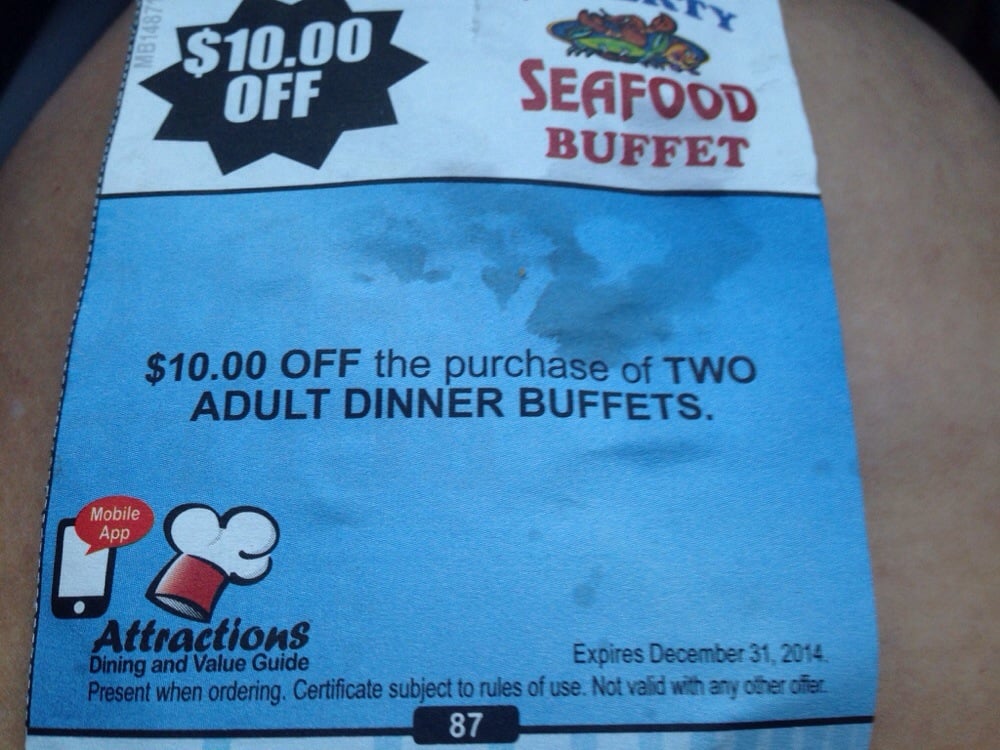 MB1487
$10.00
OFF
SEAFOOD
BUFFET
$10.00 OFF the purchase of TWO
ADULT DINNER BUFFETS.
Mobile
App
Attractions
Dining and Value Guide
Expires December 31, 2014.
Present when ordering. Certificate subject to rules of use. Not valid with any other offer.
87